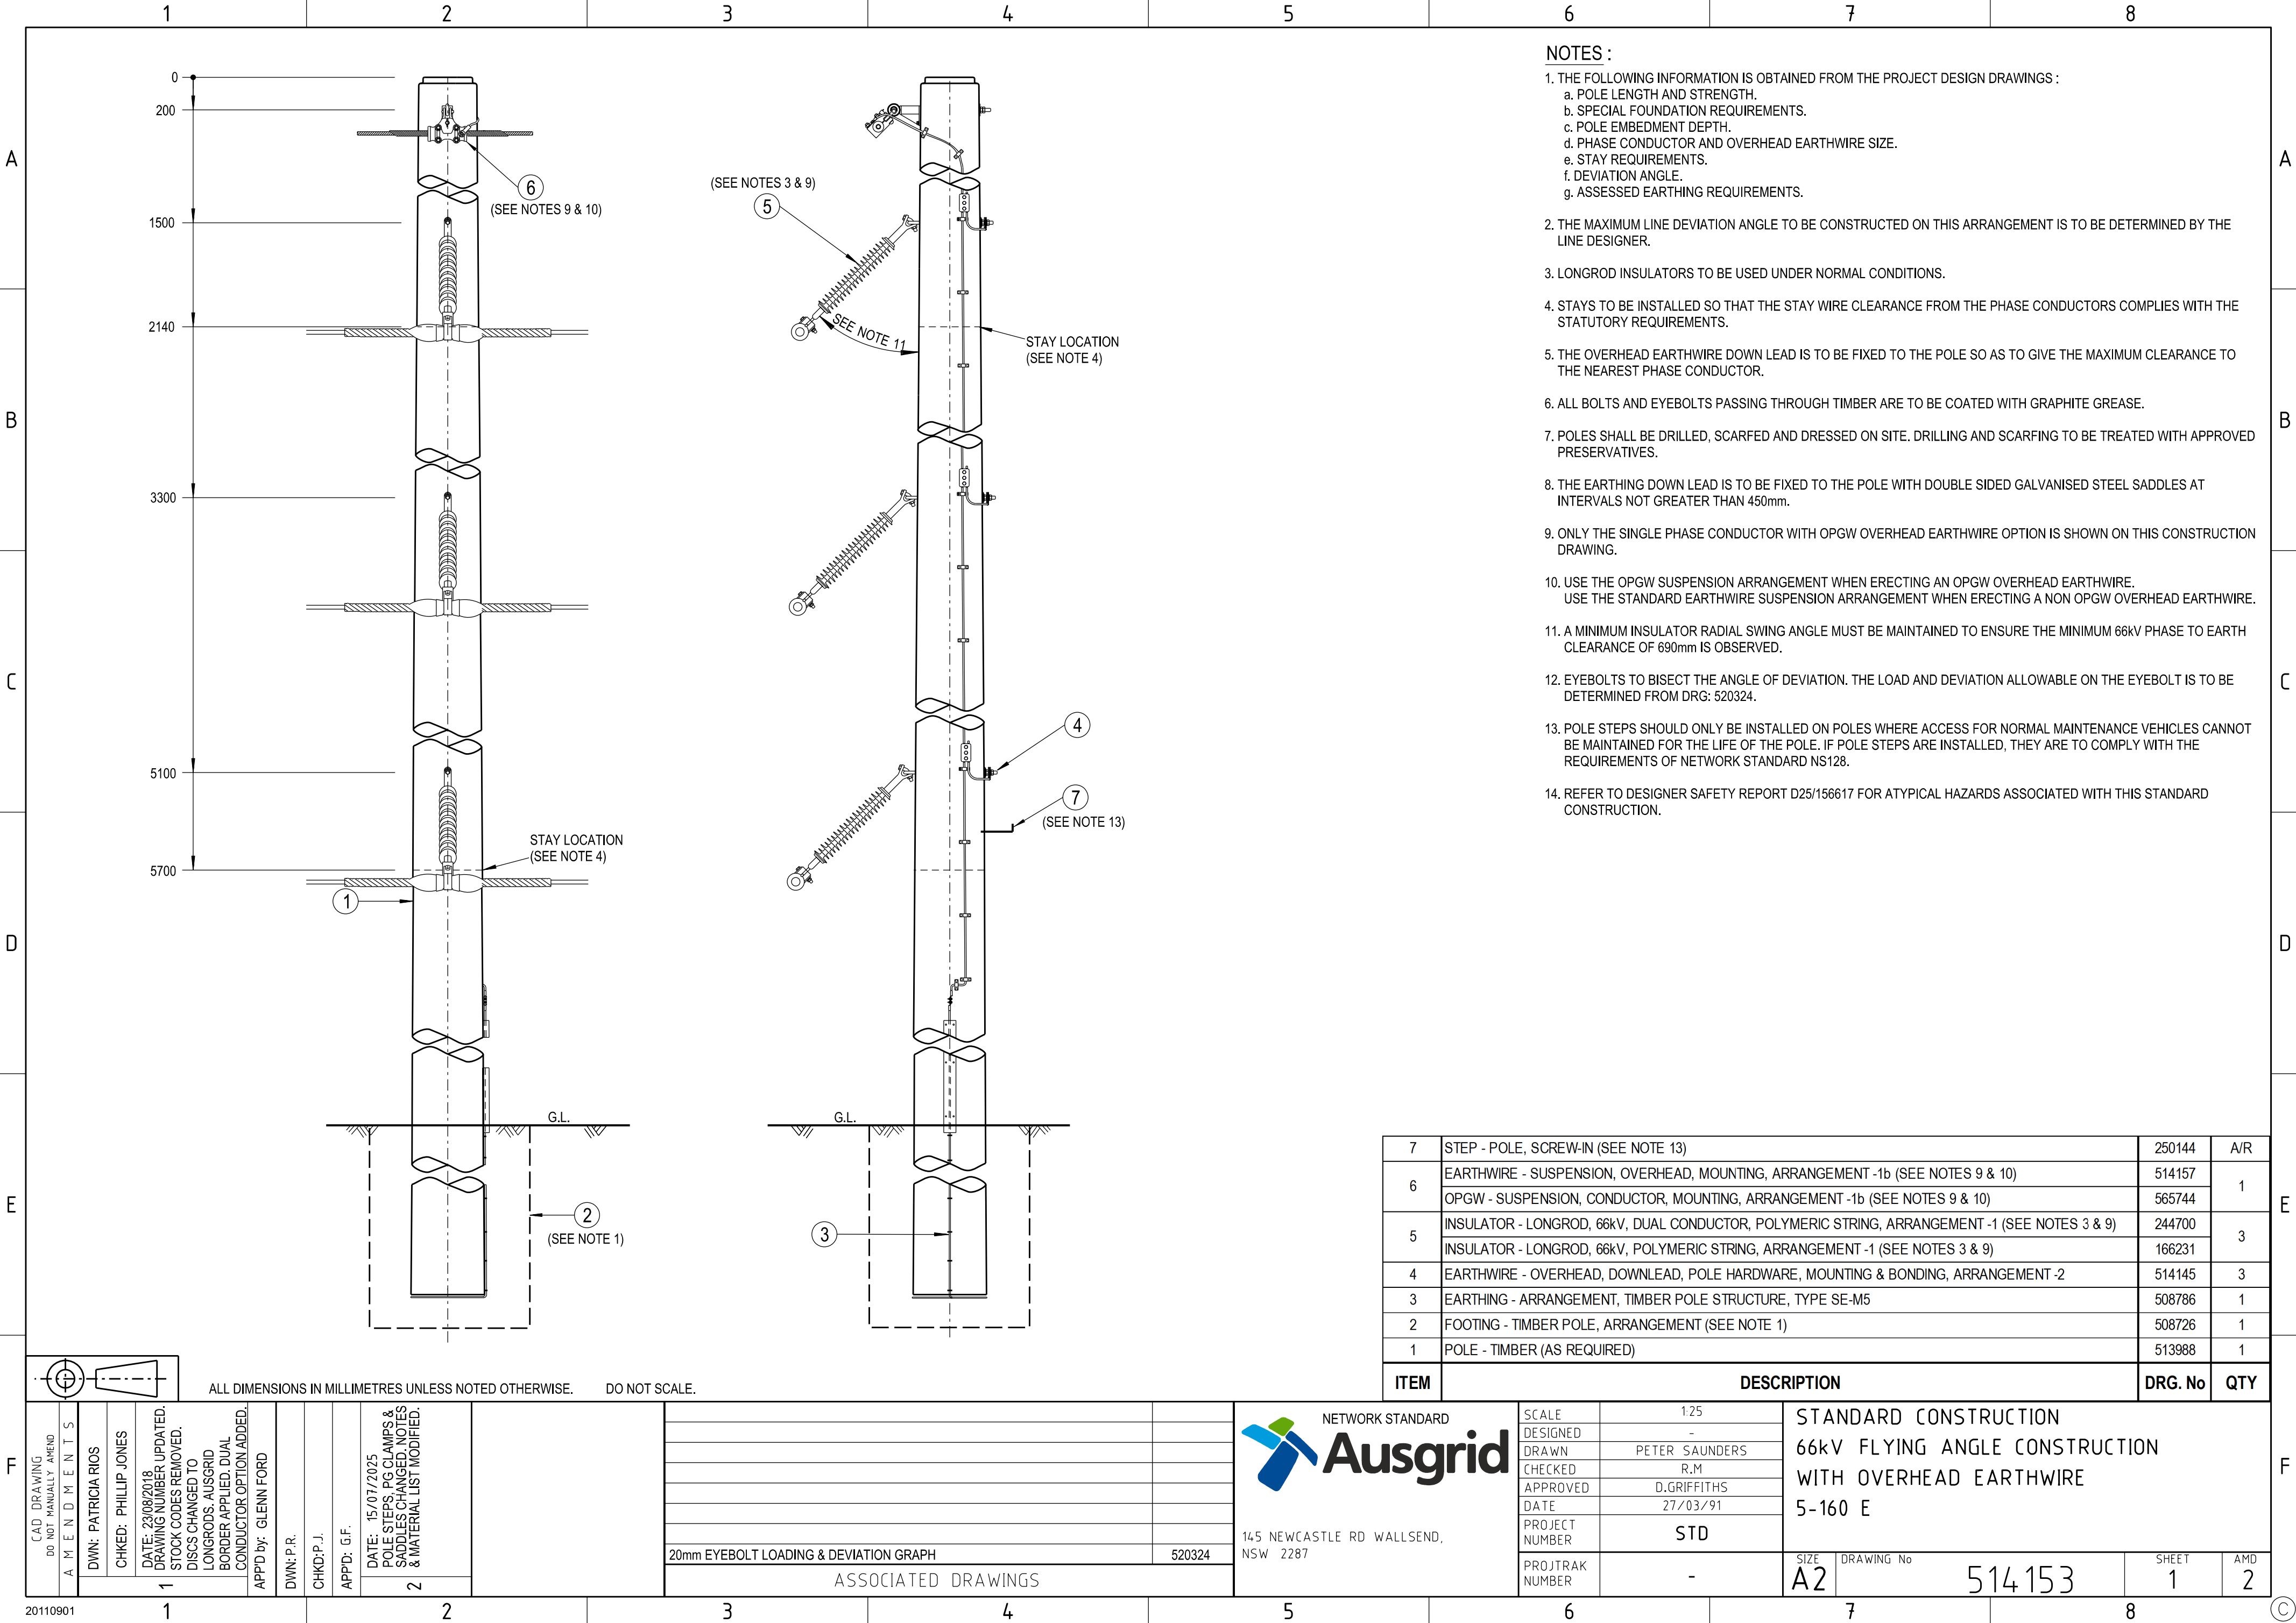 1 2 3 4 5 6 7 8
A
B
C
D
E
F
0
200
1500
2140
3300
5100
5700
6
(SEE NOTES 9 & 10)
STAY LOCATION
(SEE NOTE 4)
1
G.L.
2
(SEE NOTE 1)
(SEE NOTES 3 & 9)
5
SEE NOTE 11
STAY LOCATION
(SEE NOTE 4)
4
7
(SEE NOTE 13)
G.L.
3
NOTES :
1. THE FOLLOWING INFORMATION IS OBTAINED FROM THE PROJECT DESIGN DRAWINGS :
a. POLE LENGTH AND STRENGTH.
b. SPECIAL FOUNDATION REQUIREMENTS.
c. POLE EMBEDMENT DEPTH.
d. PHASE CONDUCTOR AND OVERHEAD EARTHWIRE SIZE.
e. STAY REQUIREMENTS.
f. DEVIATION ANGLE.
g. ASSESSED EARTHING REQUIREMENTS.
2. THE MAXIMUM LINE DEVIATION ANGLE TO BE CONSTRUCTED ON THIS ARRANGEMENT IS TO BE DETERMINED BY THE
LINE DESIGNER.
3. LONGROD INSULATORS TO BE USED UNDER NORMAL CONDITIONS.
4. STAYS TO BE INSTALLED SO THAT THE STAY WIRE CLEARANCE FROM THE PHASE CONDUCTORS COMPLIES WITH THE
STATUTORY REQUIREMENTS.
5. THE OVERHEAD EARTHWIRE DOWN LEAD IS TO BE FIXED TO THE POLE SO AS TO GIVE THE MAXIMUM CLEARANCE TO
THE NEAREST PHASE CONDUCTOR.
6. ALL BOLTS AND EYEBOLTS PASSING THROUGH TIMBER ARE TO BE COATED WITH GRAPHITE GREASE.
7. POLES SHALL BE DRILLED, SCARFED AND DRESSED ON SITE. DRILLING AND SCARFING TO BE TREATED WITH APPROVED
PRESERVATIVES.
8. THE EARTHING DOWN LEAD IS TO BE FIXED TO THE POLE WITH DOUBLE SIDED GALVANISED STEEL SADDLES AT
INTERVALS NOT GREATER THAN 450mm.
9. ONLY THE SINGLE PHASE CONDUCTOR WITH OPGW OVERHEAD EARTHWIRE OPTION IS SHOWN ON THIS CONSTRUCTION
DRAWING.
10. USE THE OPGW SUSPENSION ARRANGEMENT WHEN ERECTING AN OPGW OVERHEAD EARTHWIRE.
USE THE STANDARD EARTHWIRE SUSPENSION ARRANGEMENT WHEN ERECTING A NON OPGW OVERHEAD EARTHWIRE.
11. A MINIMUM INSULATOR RADIAL SWING ANGLE MUST BE MAINTAINED TO ENSURE THE MINIMUM 66kV PHASE TO EARTH
CLEARANCE OF 690mm IS OBSERVED.
12. EYEBOLTS TO BISECT THE ANGLE OF DEVIATION. THE LOAD AND DEVIATION ALLOWABLE ON THE EYEBOLT IS TO BE
DETERMINED FROM DRG: 520324.
13. POLE STEPS SHOULD ONLY BE INSTALLED ON POLES WHERE ACCESS FOR NORMAL MAINTENANCE VEHICLES CANNOT
BE MAINTAINED FOR THE LIFE OF THE POLE. IF POLE STEPS ARE INSTALLED, THEY ARE TO COMPLY WITH THE
REQUIREMENTS OF NETWORK STANDARD NS128.
14. REFER TO DESIGNER SAFETY REPORT D25/156617 FOR ATYPICAL HAZARDS ASSOCIATED WITH THIS STANDARD
CONSTRUCTION.
7 STEP - POLE, SCREW-IN (SEE NOTE 13) 250144 A/R
6 EARTHWIRE - SUSPENSION, OVERHEAD, MOUNTING, ARRANGEMENT -1b (SEE NOTES 9 & 10) 514157 1
OPGW - SUSPENSION, CONDUCTOR, MOUNTING, ARRANGEMENT -1b (SEE NOTES 9 & 10) 565744
5 INSULATOR - LONGROD, 66kV, DUAL CONDUCTOR, POLYMERIC STRING, ARRANGEMENT -1 (SEE NOTES 3 & 9) 244700 3
INSULATOR - LONGROD, 66kV, POLYMERIC STRING, ARRANGEMENT -1 (SEE NOTES 3 & 9) 166231
4 EARTHWIRE - OVERHEAD, DOWNLEAD, POLE HARDWARE, MOUNTING & BONDING, ARRANGEMENT -2 514145 3
3 EARTHING - ARRANGEMENT, TIMBER POLE STRUCTURE, TYPE SE-M5 508786 1
2 FOOTING - TIMBER POLE, ARRANGEMENT (SEE NOTE 1) 508726 1
1 POLE - TIMBER (AS REQUIRED) 513988 1
ITEM DESCRIPTION DRG. No QTY
ALL DIMENSIONS IN MILLIMETRES UNLESS NOTED OTHERWISE. DO NOT SCALE.
CAD DRAWING
DO NOT MANUALLY AMEND
AMENDMENTS
DWN: PATRICIA RIOS
CHKED: PHILLIP JONES
DATE: 23/08/2018
DRAWING NUMBER UPDATED.
STOCK CODES REMOVED.
DISCS CHANGED TO
LONGRODS. AUSGRID
BORDER APPLIED. DUAL
CONDUCTOR OPTION ADDED.
APP'D by: GLENN FORD
1
DWN: P.R.
CHKD:P.J.
APP'D: G.F.
DATE: 15/07/2025
POLE STEPS, PG CLAMPS &
SADDLES CHANGED. NOTES
& MATERIAL LIST MODIFIED.
2
20mm EYEBOLT LOADING & DEVIATION GRAPH 520324
ASSOCIATED DRAWINGS
NETWORK STANDARD
Ausgrid
145 NEWCASTLE RD WALLSEND,
NSW 2287
SCALE 1:25
DESIGNED -
DRAWN PETER SAUNDERS
CHECKED R.M
APPROVED D.GRIFFITHS
DATE 27/03/91
PROJECT
NUMBER STD
PROJTRAK
NUMBER -
STANDARD CONSTRUCTION
66kV FLYING ANGLE CONSTRUCTION
WITH OVERHEAD EARTHWIRE
5-160 E
SIZE
A2
DRAWING No
514153
SHEET
1
AMD
2
A
B
C
D
E
F
20110901
1 2 3 4 5 6 7 8
©